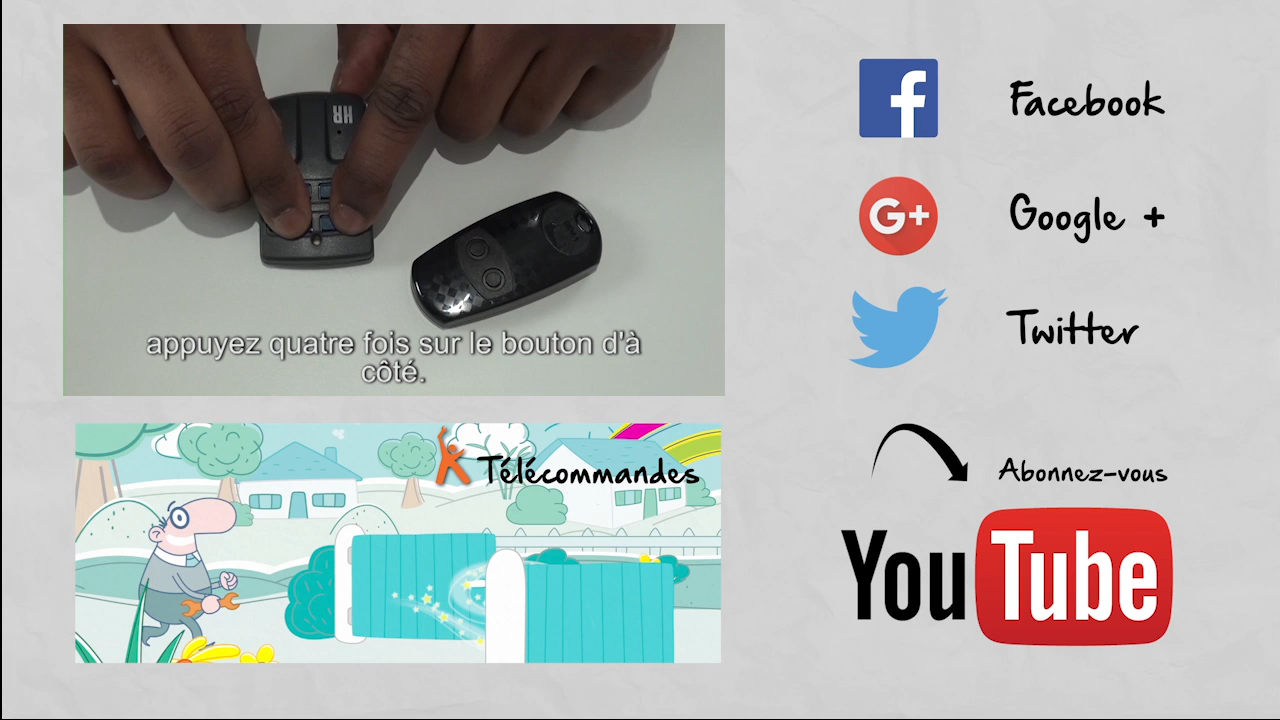 HR
appuyez quatre fois sur le bouton d'à
côté.
Télécommandes
f Facebook
G+ Google +
Twitter
Abonnez-vous
YouTube